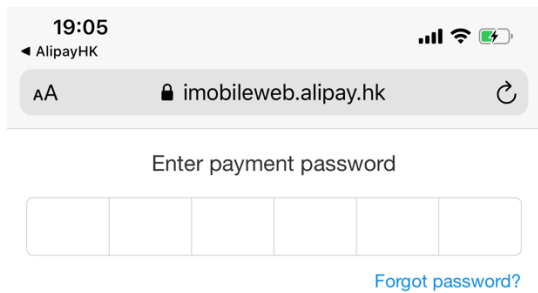 19:05
◀ AlipayHK
AA imobileweb.alipay.hk
Enter payment password
Forgot password?